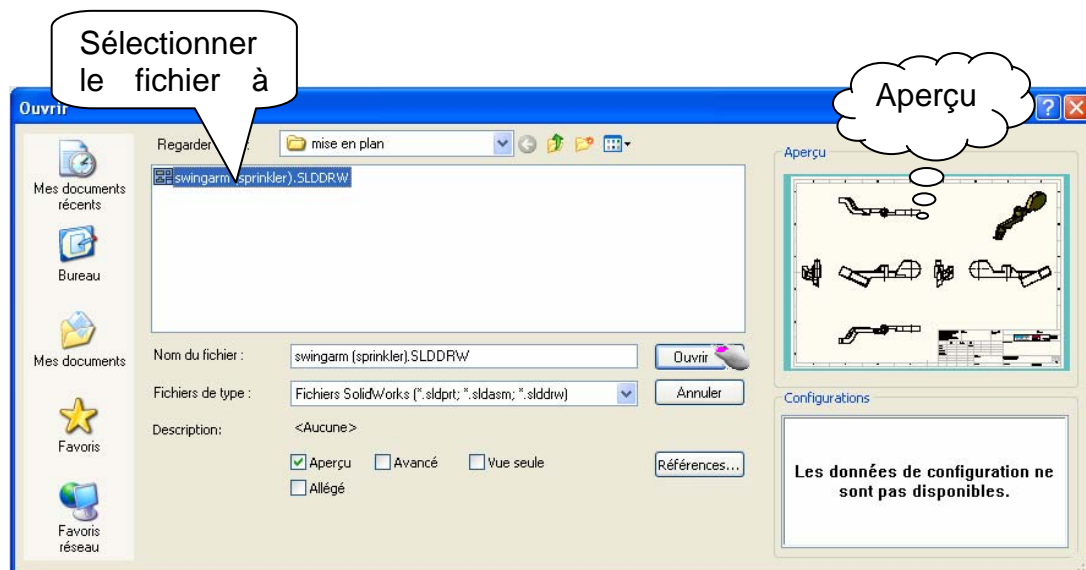 Sélectionner
le fichier à
Aperçu
Ouvrir
Regarder :
mise en plan
Mes documents
récents
Bureau
Mes documents
Favoris
Favoris
réseau
swingarm (sprinkler).SLDDRW
Nom du fichier :
swingarm (sprinkler).SLDDRW
Ouvrir
Fichiers de type :
Fichiers SolidWorks (*.sldprt; *.sldasm; *.slddrw)
Annuler
Description:
<Aucune>
Aperçu
Avancé
Vue seule
Références...
Allégé
Aperçu
Configurations
Les données de configuration ne
sont pas disponibles.